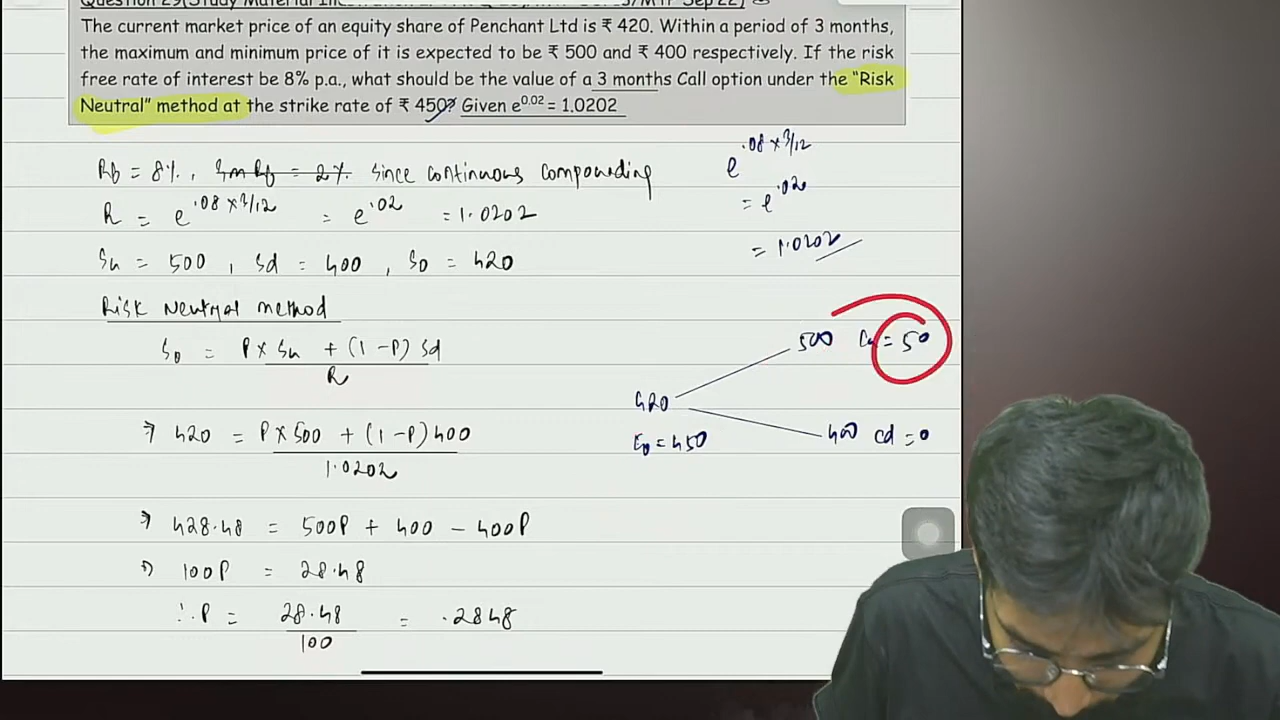 The current market price of an equity share of Penchant Ltd is ₹ 420. Within a period of 3 months,
the maximum and minimum price of it is expected to be ₹ 500 and ₹ 400 respectively. If the risk
free rate of interest be 8% p.a., what should be the value of a 3 months Call option under the "Risk
Neutral" method at the strike rate of ₹ 450? Given e^0.02 = 1.0202
Rf = 8%, Sm Rf = 2%. Since continuous compounding
R = e^.08 × 3/12 = e^.02 = 1.0202
Su = 500, Sd = 400, S0 = 420
Risk Neutral method
S0 = P × Su + (1 - P) Sd
R
⇒ 420 = P × 500 + (1 - P) 400
1.0202
⇒ 428.48 = 500P + 400 - 400P
⇒ 100P = 28.48
∴ P = 28.48 = .2848
100
e^.08 × 3/12
= e^.02
= 1.0202
500 Cu = 50
420
E0 = 450
400 Cd = 0